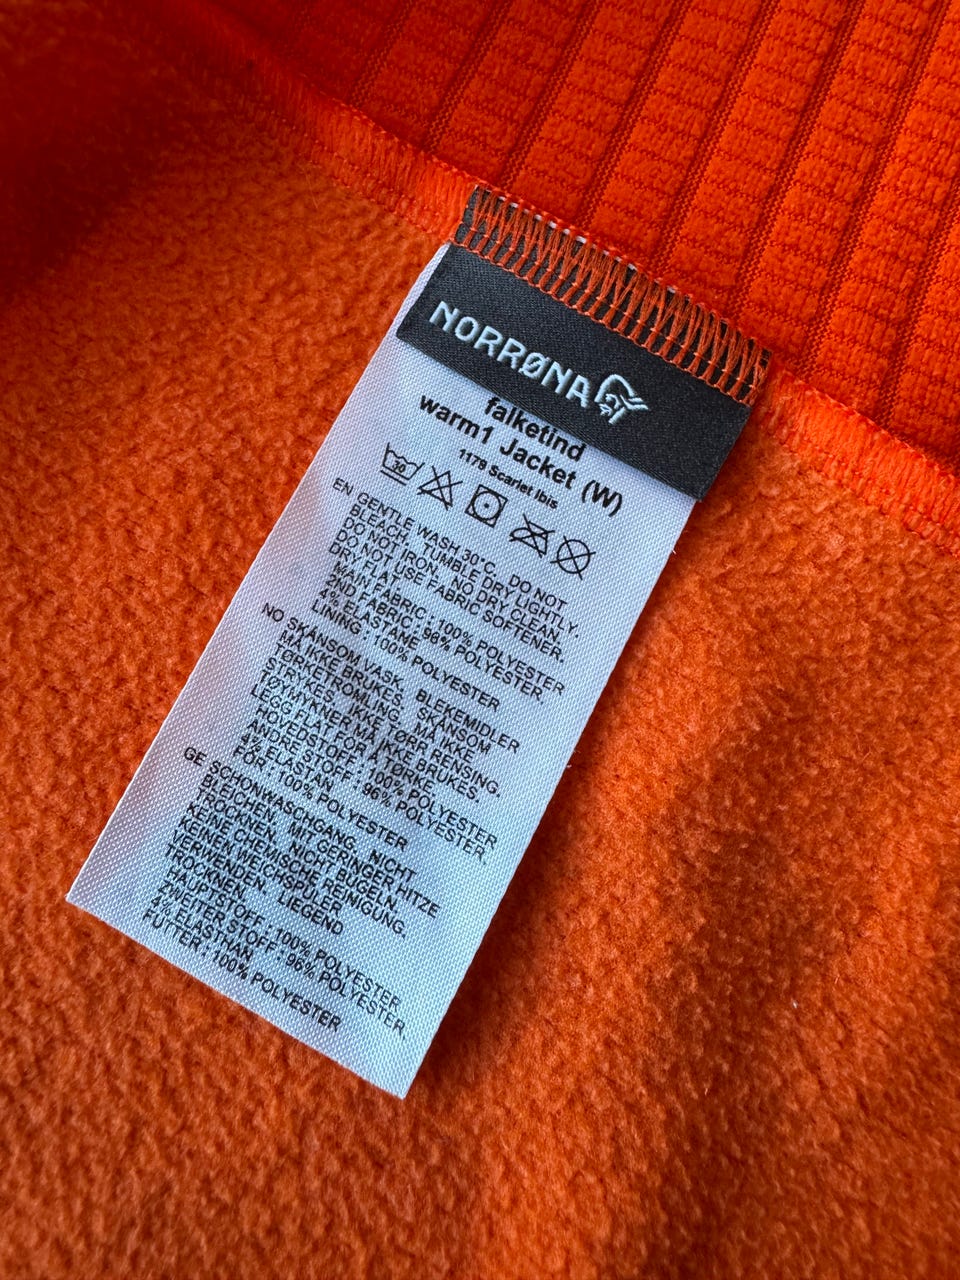 NORRØNA
falketind
warm1 Jacket (W)
1179 Scarlet Ibis
30
EN GENTLE WASH 30°C. DO NOT
BLEACH. TUMBLE DRY LIGHTLY.
DO NOT IRON. NO DRY CLEAN.
DO NOT USE FABRIC SOFTENER.
DRY FLAT
MAIN FABRIC : 100% POLYESTER
2ND FABRIC : 96% POLYESTER.
4% ELASTANE
LINING : 100% POLYESTER
NO SKÅNSOM VASK. BLEKEMIDLER
MÅ IKKE BRUKES. SKÅNSOM
TØRKETROMLING. MÅ IKKE
STRYKES. IKKE TØRR RENSING.
TØYMYKNER MÅ IKKE BRUKES.
LEGG FLAT FOR Å TØRKE.
HOVEDSTOFF : 100% POLYESTER
ANDRE STOFF : 96% POLYESTER.
4% ELASTAN
FOR : 100% POLYESTER
GE SCHONWASCHGANG, NICHT
BLEICHEN. MIT GERINGER HITZE
TROCKNEN. NICHT BÜGELN.
KEINE CHEMISCHE REINIGUNG.
KEINEN WEICHSPÜLER
VERWENDEN. LIEGEND
TROCKNEN.
HAUPTSTOFF : 100% POLYESTER
ZWEITER STOFF : 96% POLYESTER.
4% ELASTHAN
FUTTER : 100% POLYESTER